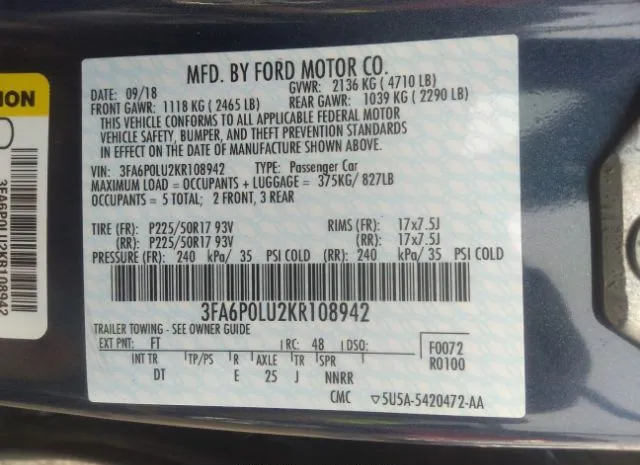 MFD. BY FORD MOTOR CO.
DATE: 09/18 GVWR: 2136 KG ( 4710 LB)
FRONT GAWR: 1118 KG ( 2465 LB) REAR GAWR: 1039 KG ( 2290 LB)
THIS VEHICLE CONFORMS TO ALL APPLICABLE FEDERAL MOTOR
VEHICLE SAFETY, BUMPER, AND THEFT PREVENTION STANDARDS
IN EFFECT ON THE DATE OF MANUFACTURE SHOWN ABOVE.
VIN: 3FA6P0LU2KR108942 TYPE: Passenger Car
MAXIMUM LOAD = OCCUPANTS + LUGGAGE = 375KG/ 827LB
OCCUPANTS = 5 TOTAL; 2 FRONT, 3 REAR
TIRE (FR): P225/50R17 93V RIMS (FR): 17x7.5J
(RR): P225/50R17 93V (RR): 17x7.5J
PRESSURE (FR): 240 kPa/ 35 PSI COLD (RR): 240 kPa/ 35 PSI COLD
3FA6P0LU2KR108942
TRAILER TOWING - SEE OWNER GUIDE
EXT PNT: FT RC: 48 DSO: F0072
INT TR TP/PS R AXLE TR SPR R0100
DT E 25 J NNRR
CMC 5U5A-5420472-AA
3FA6P0LU2KR108942